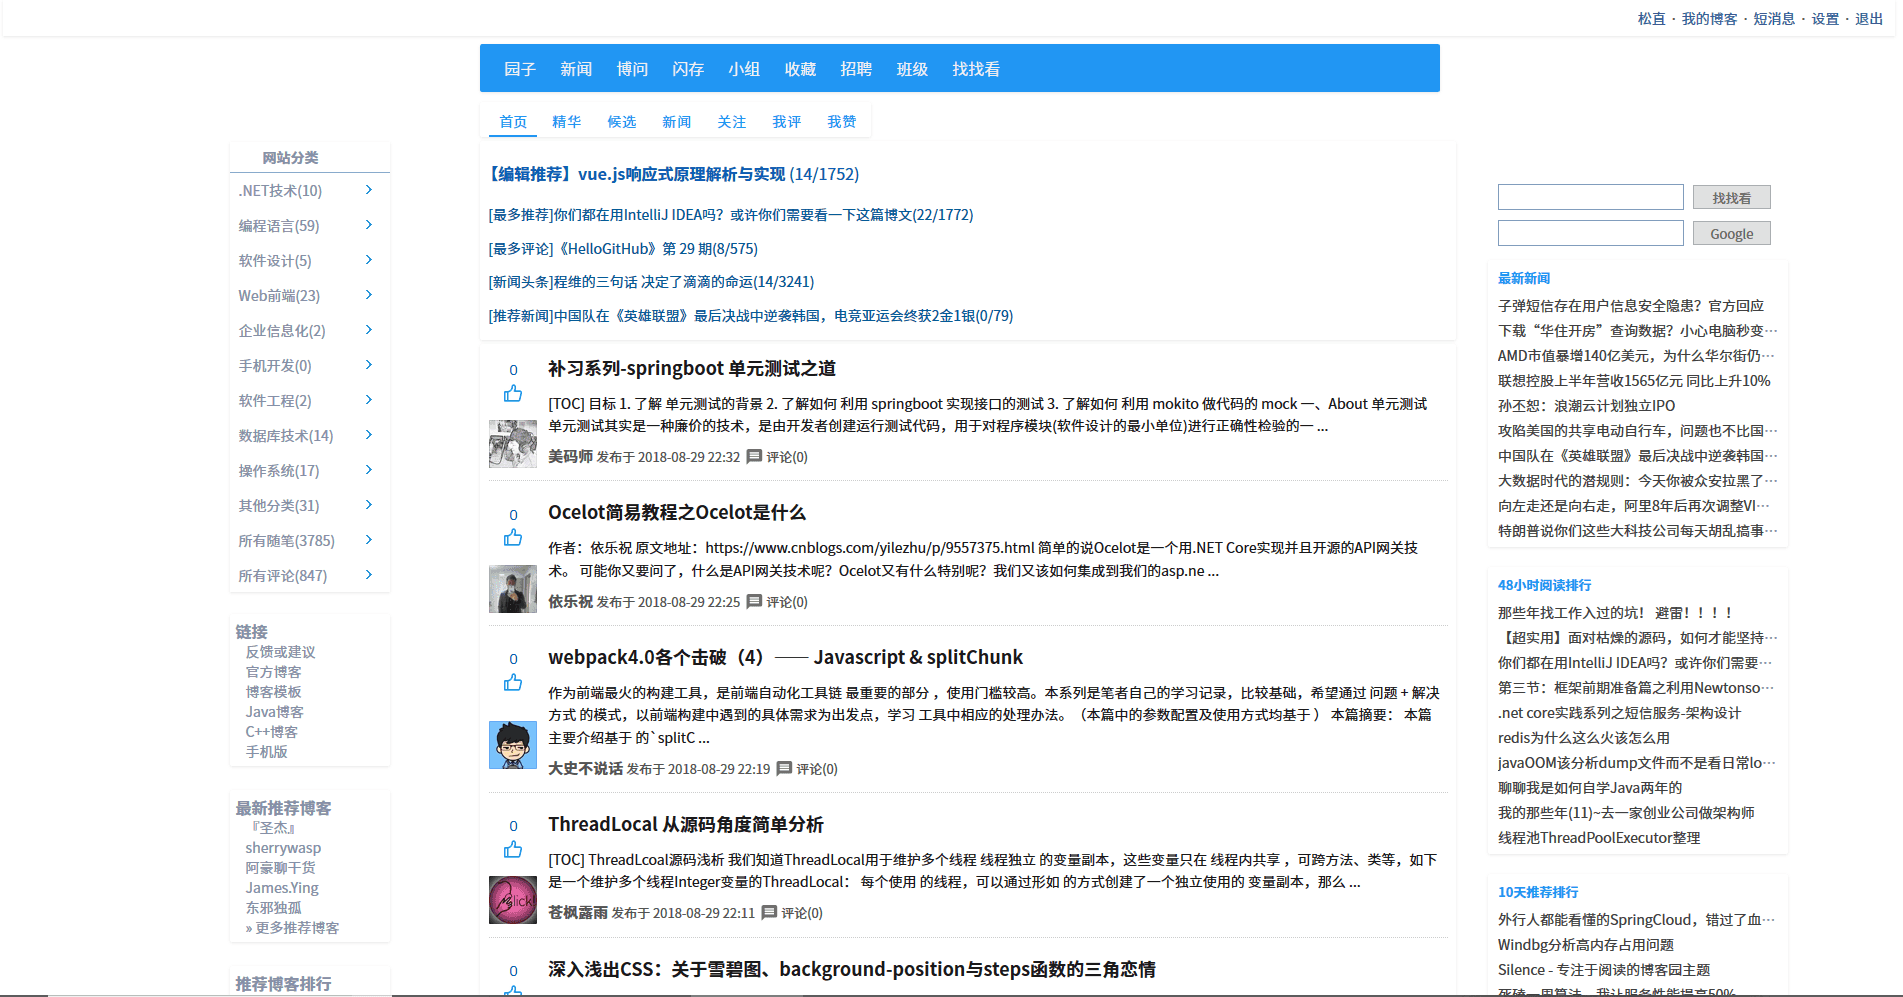 松直 · 我的博客 · 短消息 · 设置 · 退出
园子 新闻 博问 闪存 小组 收藏 招聘 班级 找找看
首页 精华 候选 新闻 关注 我评 我赞
网站分类
.NET技术(10)
编程语言(59)
软件设计(5)
Web前端(23)
企业信息化(2)
手机开发(0)
软件工程(2)
数据库技术(14)
操作系统(17)
其他分类(31)
所有随笔(3785)
所有评论(847)
链接
反馈或建议
官方博客
博客模板
Java博客
C++博客
手机版
最新推荐博客
『圣杰』
sherrywasp
阿豪聊干货
James.Ying
东邪独孤
» 更多推荐博客
推荐博客排行
【编辑推荐】vue.js响应式原理解析与实现 (14/1752)
[最多推荐]你们都在用IntelliJ IDEA吗？或许你们需要看一下这篇博文(22/1772)
[最多评论]《HelloGitHub》第 29 期(8/575)
[新闻头条]程维的三句话 决定了滴滴的命运(14/3241)
[推荐新闻]中国队在《英雄联盟》最后决战中逆袭韩国，电竞亚运会终获2金1银(0/79)
0
补习系列-springboot 单元测试之道
[TOC] 目标 1. 了解 单元测试的背景 2. 了解如何 利用 springboot 实现接口的测试 3. 了解如何 利用 mokito 做代码的 mock 一、About 单元测试
单元测试其实是一种廉价的技术，是由开发者创建运行测试代码，用于对程序模块(软件设计的最小单位)进行正确性检验的一 ...
美码师 发布于 2018-08-29 22:32 评论(0)
0
Ocelot简易教程之Ocelot是什么
作者：依乐祝 原文地址：https://www.cnblogs.com/yilezhu/p/9557375.html 简单的说Ocelot是一个用.NET Core实现并且开源的API网关技
术。 可能你又要问了，什么是API网关技术呢？Ocelot又有什么特别呢？我们又该如何集成到我们的asp.ne ...
依乐祝 发布于 2018-08-29 22:25 评论(0)
0
webpack4.0各个击破（4）—— Javascript & splitChunk
作为前端最火的构建工具，是前端自动化工具链 最重要的部分 ，使用门槛较高。本系列是笔者自己的学习记录，比较基础，希望通过 问题 + 解决
方式 的模式，以前端构建中遇到的具体需求为出发点，学习 工具中相应的处理办法。（本篇中的参数配置及使用方式均基于 ） 本篇摘要： 本篇
主要介绍基于 的`splitC ...
大史不说话 发布于 2018-08-29 22:19 评论(0)
0
ThreadLocal 从源码角度简单分析
[TOC] ThreadLcoal源码浅析 我们知道ThreadLocal用于维护多个线程 线程独立 的变量副本，这些变量只在 线程内共享 ，可跨方法、类等，如下
是一个维护多个线程Integer变量的ThreadLocal： 每个使用 的线程，可以通过形如 的方式创建了一个独立使用的 变量副本，那么 ...
苍枫露雨 发布于 2018-08-29 22:11 评论(0)
0
深入浅出CSS：关于雪碧图、background-position与steps函数的三角恋情
找找看
Google
最新新闻
子弹短信存在用户信息安全隐患？官方回应
下载“华住开房”查询数据？小心电脑秒变…
AMD市值暴增140亿美元，为什么华尔街仍…
联想控股上半年营收1565亿元 同比上升10%
孙丕恕：浪潮云计划独立IPO
攻陷美国的共享电动自行车，问题也不比国…
中国队在《英雄联盟》最后决战中逆袭韩国…
大数据时代的潜规则：今天你被众安拉黑了…
向左走还是向右走，阿里8年后再次调整VI…
特朗普说你们这些大科技公司每天胡乱搞事…
48小时阅读排行
那些年找工作入过的坑！ 避雷！！！！
【超实用】面对枯燥的源码，如何才能坚持…
你们都在用IntelliJ IDEA吗？或许你们需要…
第三节：框架前期准备篇之利用Newtonso…
.net core实践系列之短信服务-架构设计
redis为什么这么火该怎么用
javaOOM该分析dump文件而不是看日常lo…
聊聊我是如何自学Java两年的
我的那些年(11)~去一家创业公司做架构师
线程池ThreadPoolExecutor整理
10天推荐排行
外行人都能看懂的SpringCloud，错过了血…
Windbg分析高内存占用问题
Silence - 专注于阅读的博客园主题
死磕一周算法，我让服务性能提高50%